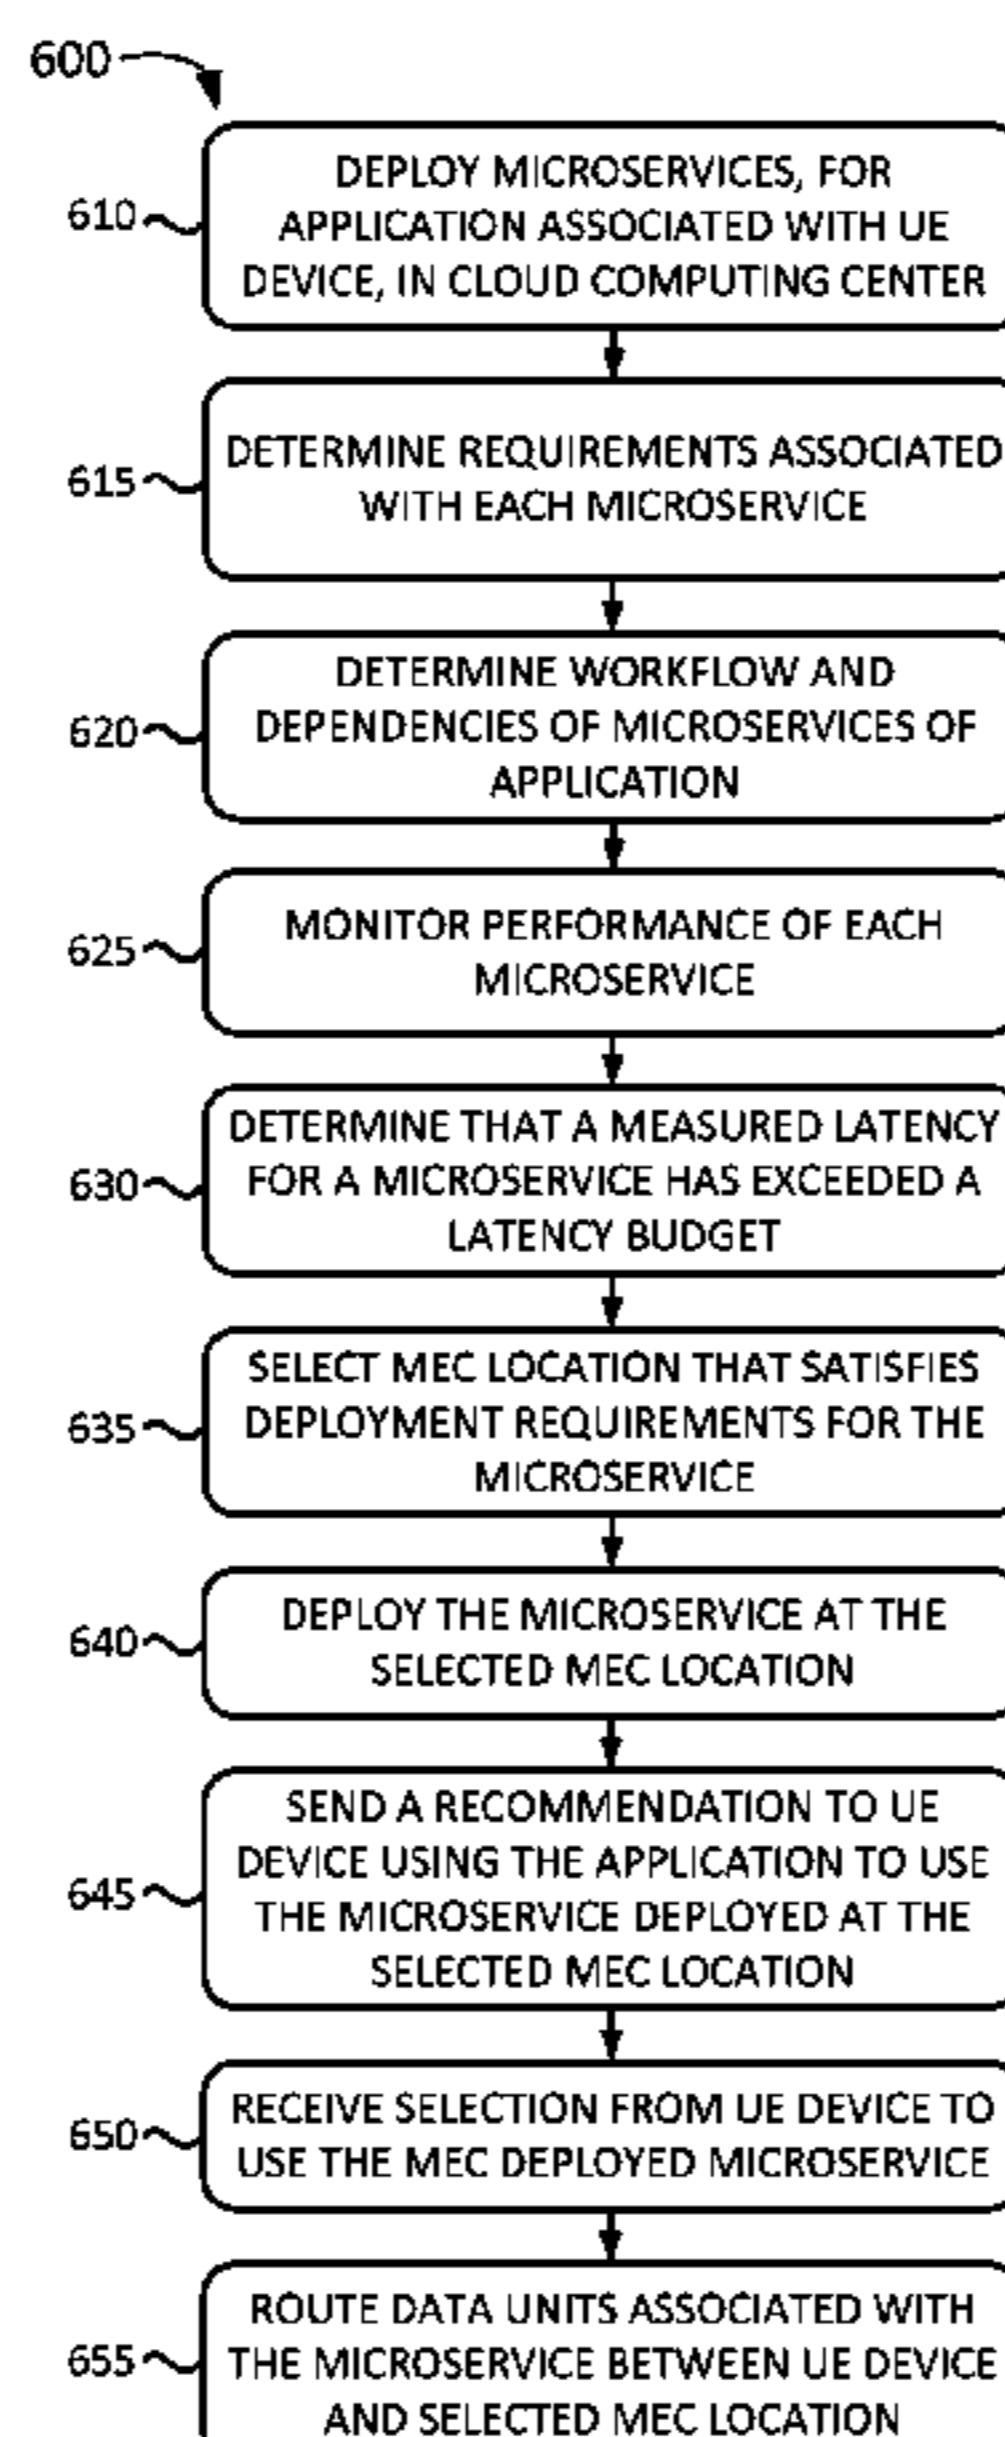 600
610
DEPLOY MICROSERVICES, FOR
APPLICATION ASSOCIATED WITH UE
DEVICE, IN CLOUD COMPUTING CENTER
615
DETERMINE REQUIREMENTS ASSOCIATED
WITH EACH MICROSERVICE
620
DETERMINE WORKFLOW AND
DEPENDENCIES OF MICROSERVICES OF
APPLICATION
625
MONITOR PERFORMANCE OF EACH
MICROSERVICE
630
DETERMINE THAT A MEASURED LATENCY
FOR A MICROSERVICE HAS EXCEEDED A
LATENCY BUDGET
635
SELECT MEC LOCATION THAT SATISFIES
DEPLOYMENT REQUIREMENTS FOR THE
MICROSERVICE
640
DEPLOY THE MICROSERVICE AT THE
SELECTED MEC LOCATION
645
SEND A RECOMMENDATION TO UE
DEVICE USING THE APPLICATION TO USE
THE MICROSERVICE DEPLOYED AT THE
SELECTED MEC LOCATION
650
RECEIVE SELECTION FROM UE DEVICE TO
USE THE MEC DEPLOYED MICROSERVICE
655
ROUTE DATA UNITS ASSOCIATED WITH
THE MICROSERVICE BETWEEN UE DEVICE
AND SELECTED MEC LOCATION